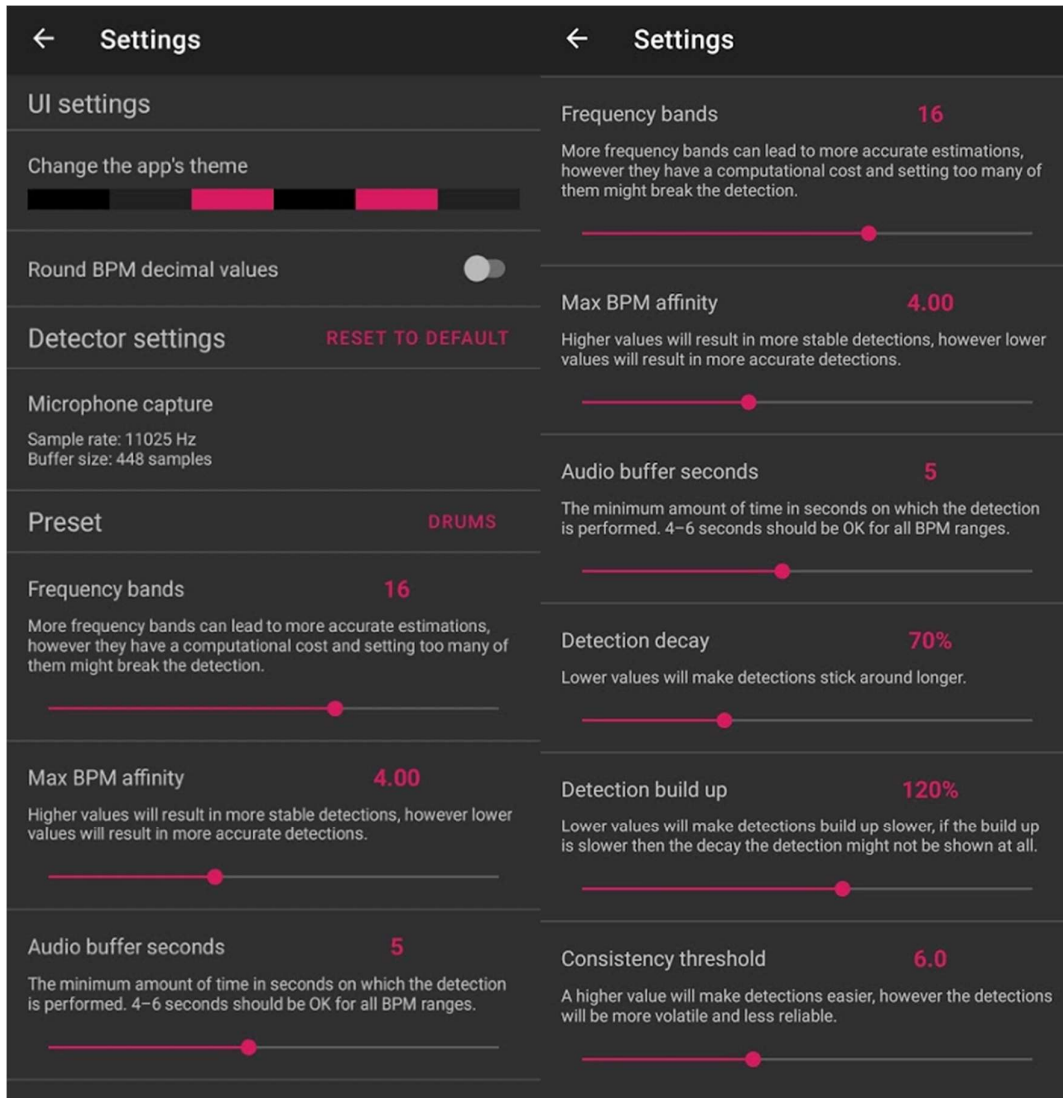 Settings
UI settings
Change the app's theme
Round BPM decimal values
Detector settings
RESET TO DEFAULT
Microphone capture
Sample rate: 11025 Hz
Buffer size: 448 samples
Preset
DRUMS
Frequency bands
16
More frequency bands can lead to more accurate estimations,
however they have a computational cost and setting too many of
them might break the detection.
Max BPM affinity
4.00
Higher values will result in more stable detections, however lower
values will result in more accurate detections.
Audio buffer seconds
5
The minimum amount of time in seconds on which the detection
is performed. 4–6 seconds should be OK for all BPM ranges.
Settings
Frequency bands
16
More frequency bands can lead to more accurate estimations,
however they have a computational cost and setting too many of
them might break the detection.
Max BPM affinity
4.00
Higher values will result in more stable detections, however lower
values will result in more accurate detections.
Audio buffer seconds
5
The minimum amount of time in seconds on which the detection
is performed. 4–6 seconds should be OK for all BPM ranges.
Detection decay
70%
Lower values will make detections stick around longer.
Detection build up
120%
Lower values will make detections build up slower, if the build up
is slower then the decay the detection might not be shown at all.
Consistency threshold
6.0
A higher value will make detections easier, however the detections
will be more volatile and less reliable.